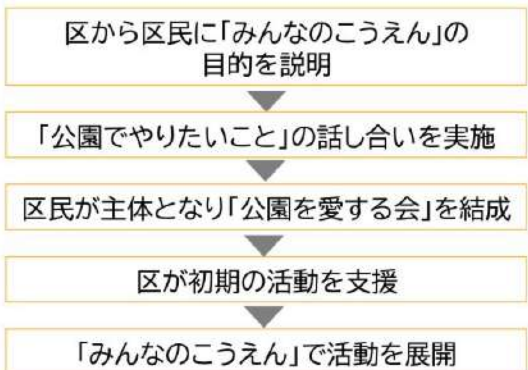 区から区民に「みんなのこうえん」の
目的を説明
「公園でやりたいこと」の話し合いを実施
区民が主体となり「公園を愛する会」を結成
区が初期の活動を支援
「みんなのこうえん」で活動を展開